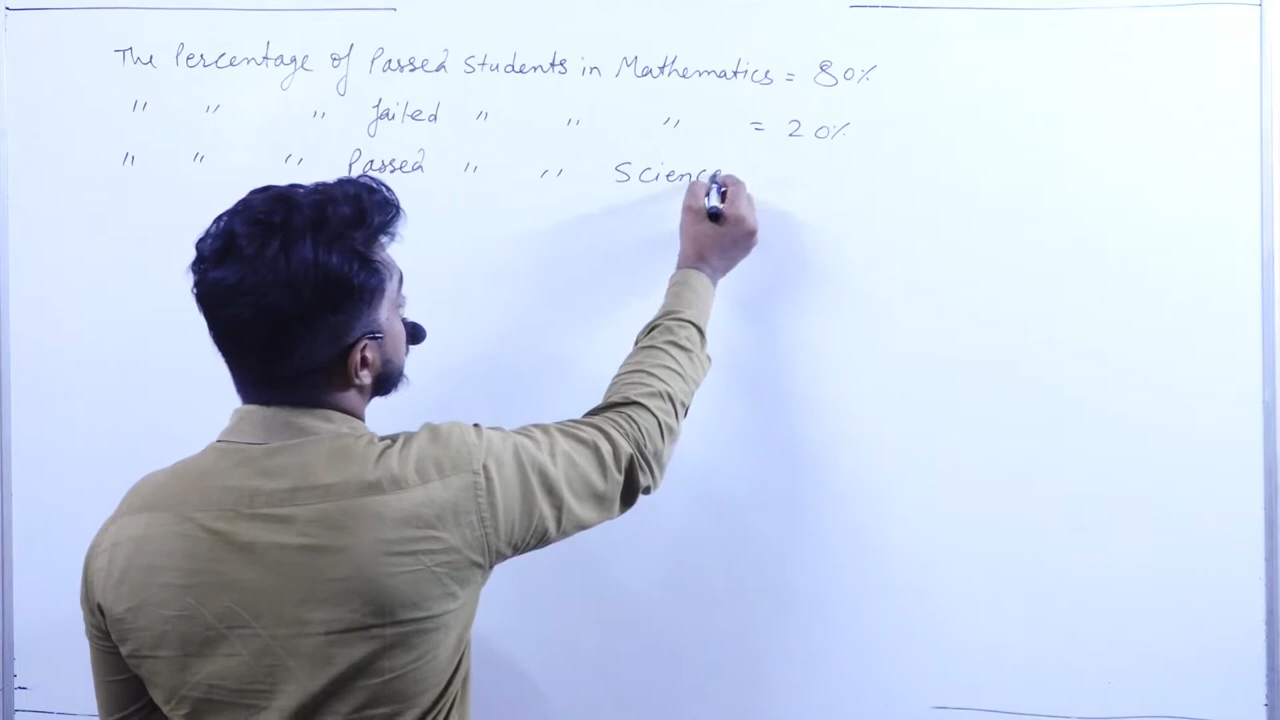 The Percentage of Passed Students in Mathematics = 80%
" " " failed " " " = 20%
" " " Passed " " Science